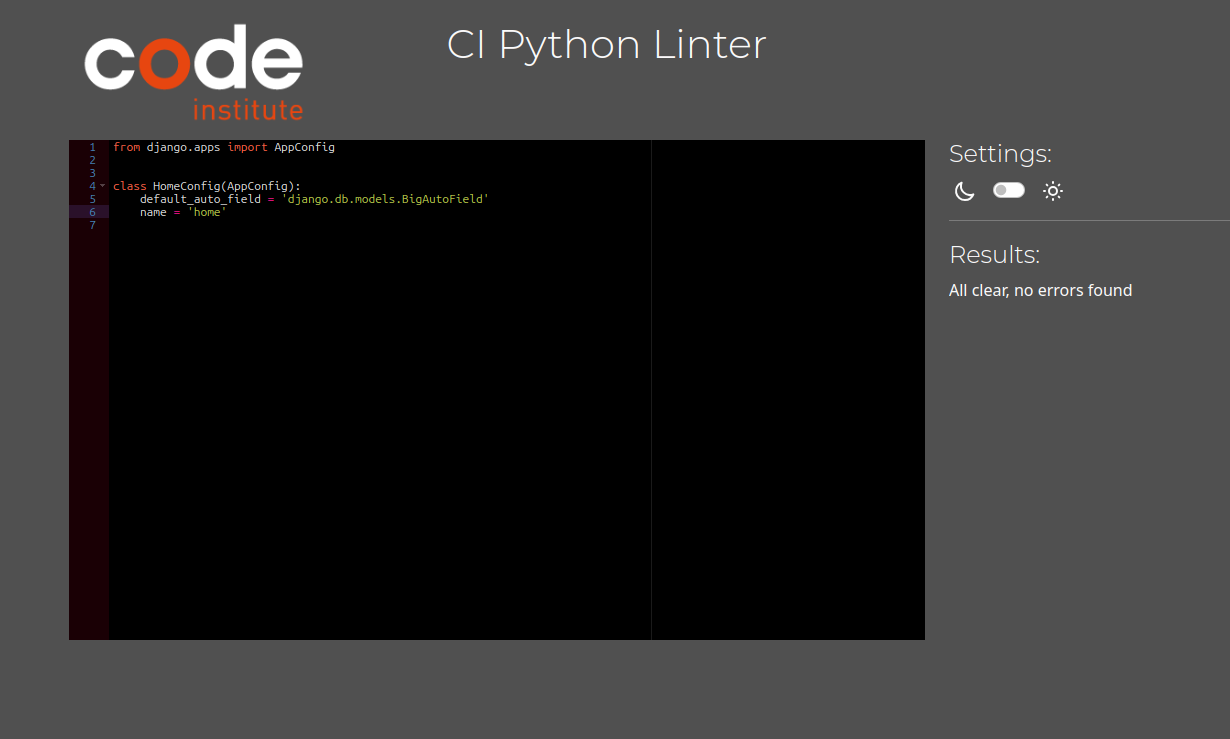 code
institute
CI Python Linter
1 from django.apps import AppConfig
2
3
4 class HomeConfig(AppConfig):
5     default_auto_field = 'django.db.models.BigAutoField'
6     name = 'home'
7
Settings:
Results:
All clear, no errors found